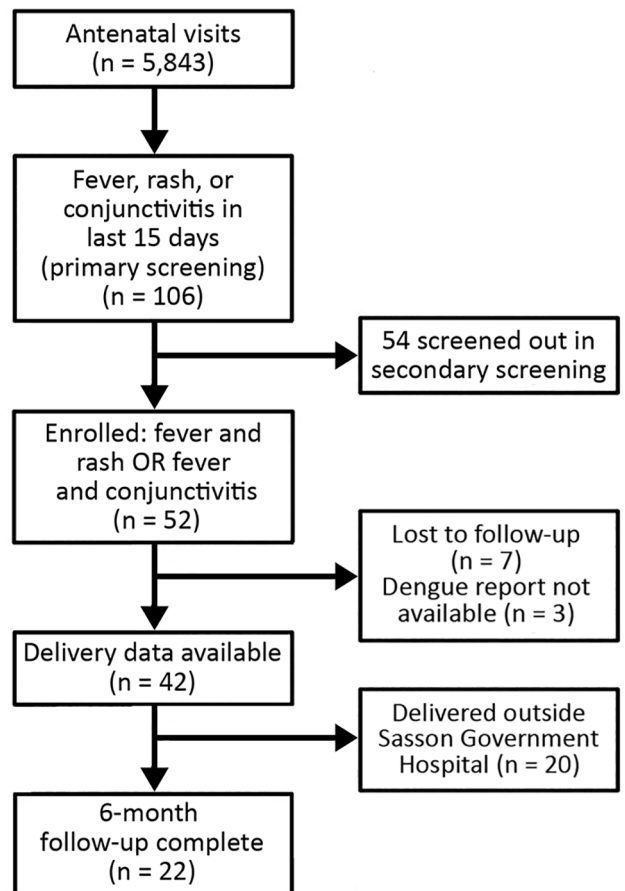 Antenatal visits
(n = 5,843)
Fever, rash, or
conjunctivitis in
last 15 days
(primary screening)
(n = 106)
54 screened out in
secondary screening
Enrolled: fever and
rash OR fever
and conjunctivitis
(n = 52)
Lost to follow-up
(n = 7)
Dengue report not
available (n = 3)
Delivery data available
(n = 42)
Delivered outside
Sasson Government
Hospital (n = 20)
6-month
follow-up complete
(n = 22)